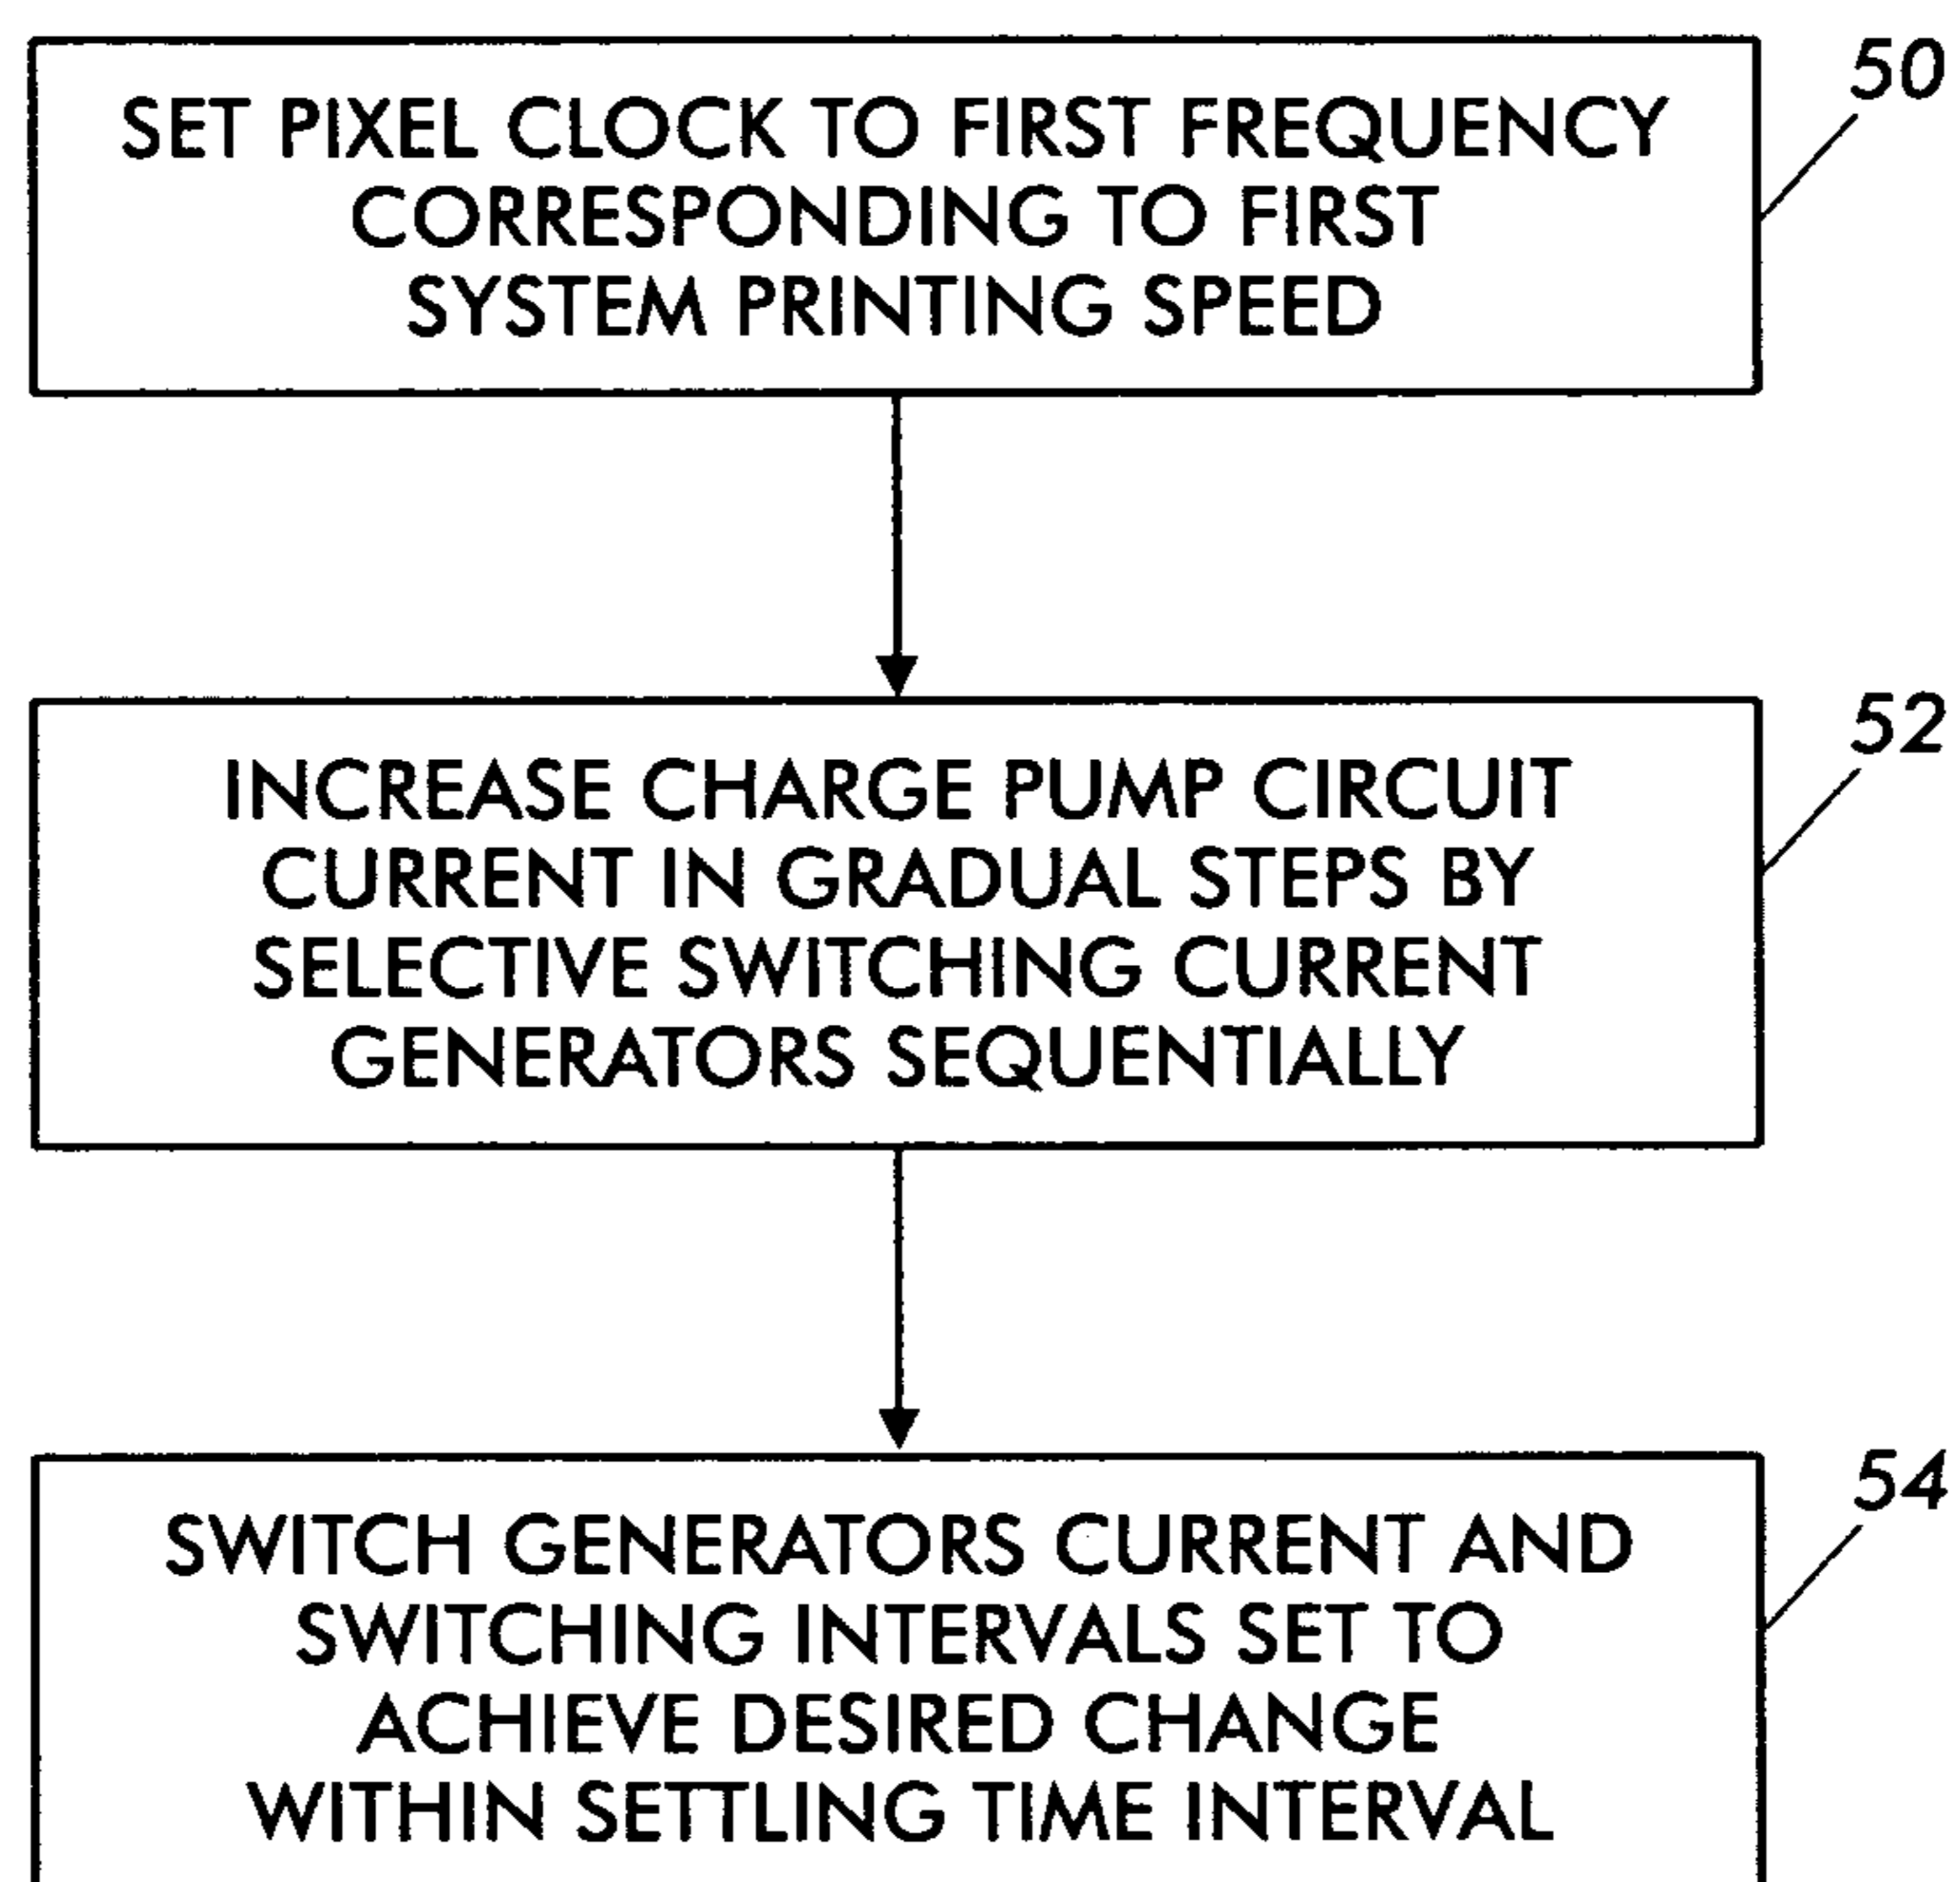 50
SET PIXEL CLOCK TO FIRST FREQUENCY
CORRESPONDING TO FIRST
SYSTEM PRINTING SPEED
52
INCREASE CHARGE PUMP CIRCUIT
CURRENT IN GRADUAL STEPS BY
SELECTIVE SWITCHING CURRENT
GENERATORS SEQUENTIALLY
54
SWITCH GENERATORS CURRENT AND
SWITCHING INTERVALS SET TO
ACHIEVE DESIRED CHANGE
WITHIN SETTLING TIME INTERVAL